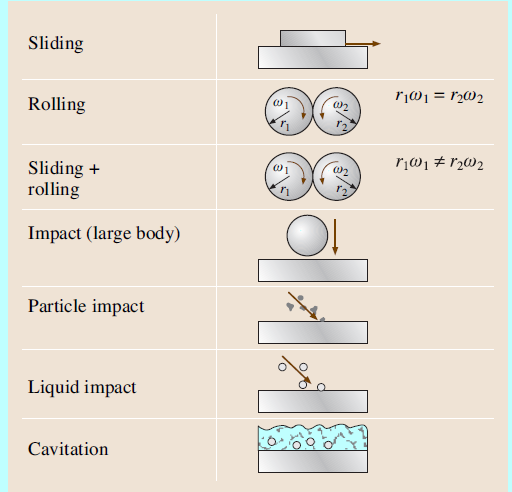 Sliding
Rolling
ω1 ω2
r1 r2
r1ω1 = r2ω2
Sliding +
rolling
ω1 ω2
r1 r2
r1ω1 ≠ r2ω2
Impact (large body)
Particle impact
Liquid impact
Cavitation